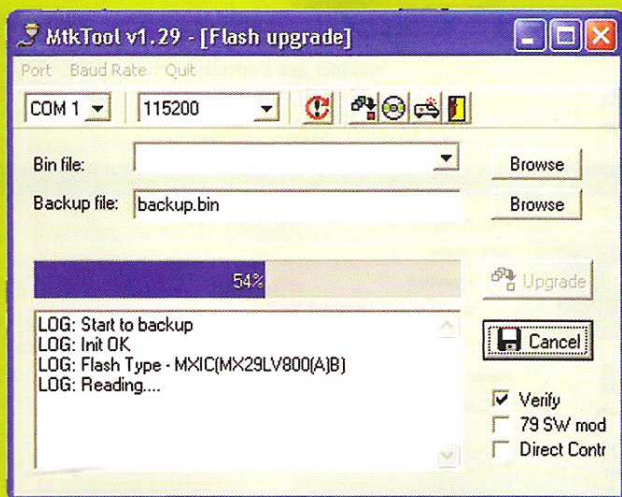 MtkTool v1.29 - [Flash upgrade]
Port Baud Rate Quit
COM 1 115200
Bin file: Browse
Backup file: backup.bin Browse
54% Upgrade
LOG: Start to backup
LOG: Init OK
LOG: Flash Type - MXIC(MX29LV800(A)B)
LOG: Reading....
Cancel
Verify
79 SW mod
Direct Contr